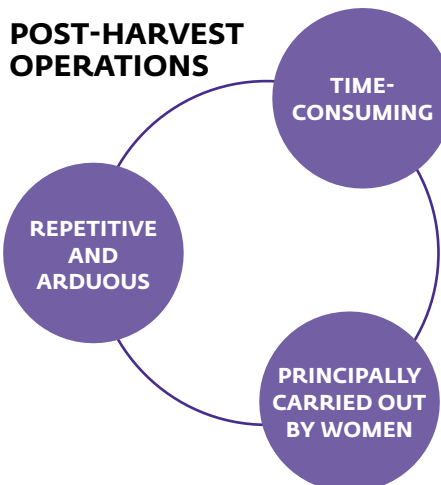 POST-HARVEST
OPERATIONS
TIME-
CONSUMING
REPETITIVE
AND
ARDUOUS
PRINCIPALLY
CARRIED OUT
BY WOMEN